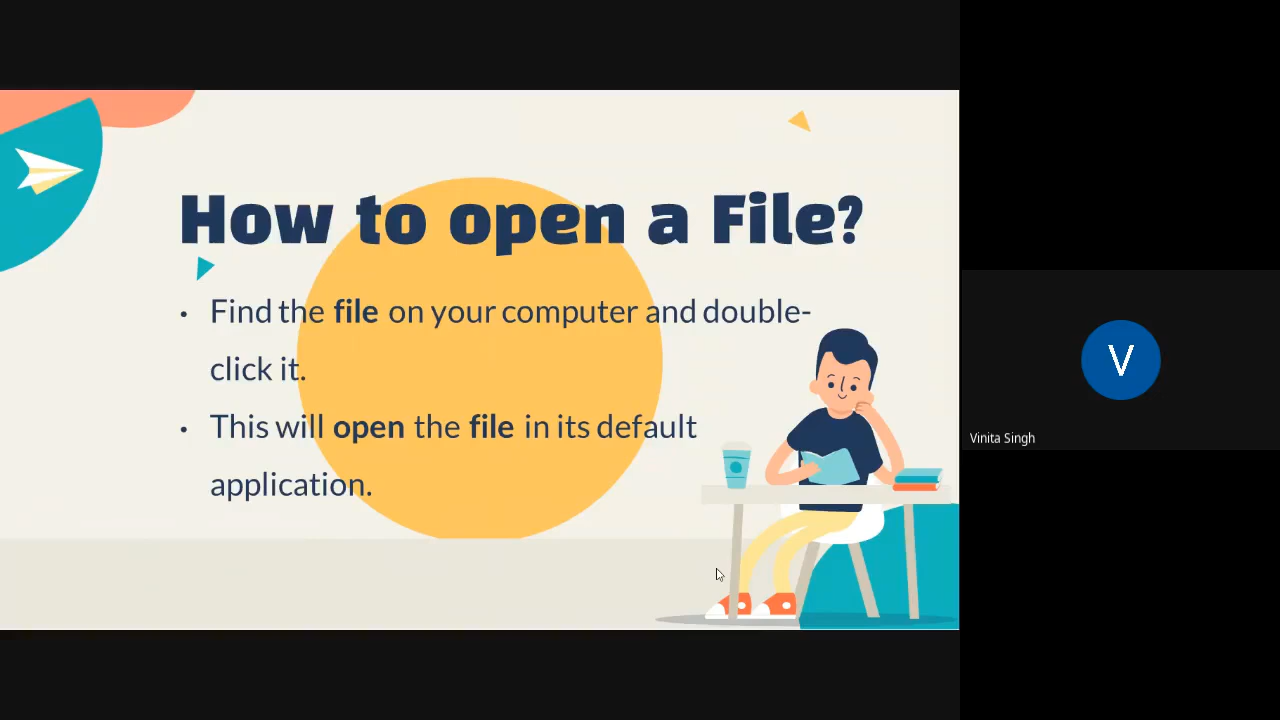 How to open a File?
• Find the file on your computer and double-
click it.
• This will open the file in its default
application.
V
Vinita Singh